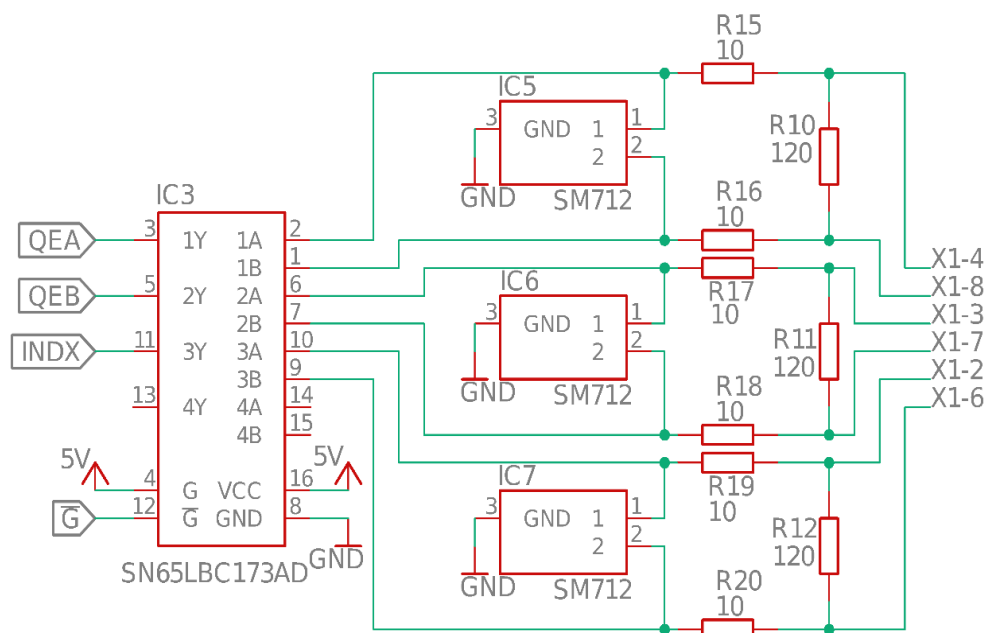 R15
10
IC5
3 GND 1 1
2 2
GND
SM712
R10
120
R16
10
IC3
QEA 3 1Y 1A 2
1B 1
QEB 5 2Y 2A 6
2B 7
INDX 11 3Y 3A 10
3B 9
13 4Y 4A 14
4B 15
5V 5V
4 G VCC 16
G 12 G GND 8
GND
SN65LBC173AD
R17
10
IC6
3 GND 1 1
2 2
GND
SM712
R11
120
R18
10
X1-4
X1-8
X1-3
X1-7
X1-2
X1-6
R19
10
IC7
3 GND 1 1
2 2
GND
SM712
R12
120
R20
10